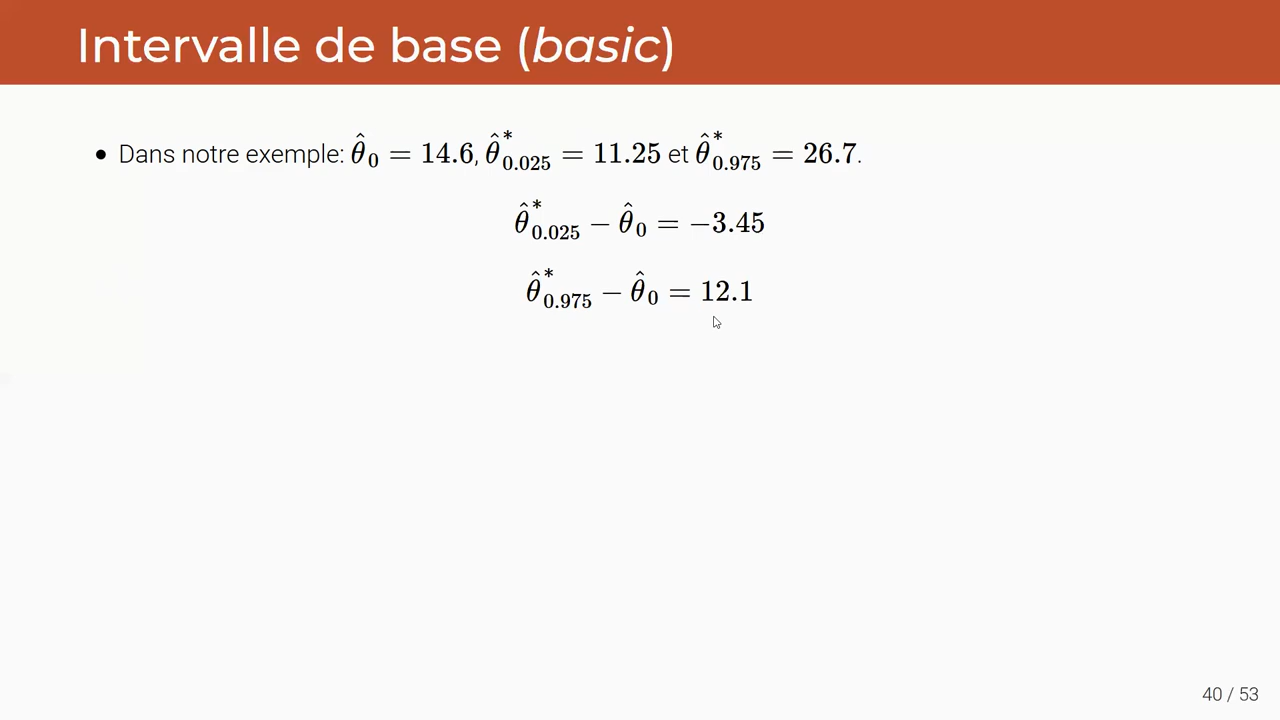 Intervalle de base (basic)
• Dans notre exemple: θ̂₀ = 14.6, θ̂*₀.₀₂₅ = 11.25 et θ̂*₀.₉₇₅ = 26.7.
θ̂*₀.₀₂₅ − θ̂₀ = −3.45
θ̂*₀.₉₇₅ − θ̂₀ = 12.1
40 / 53